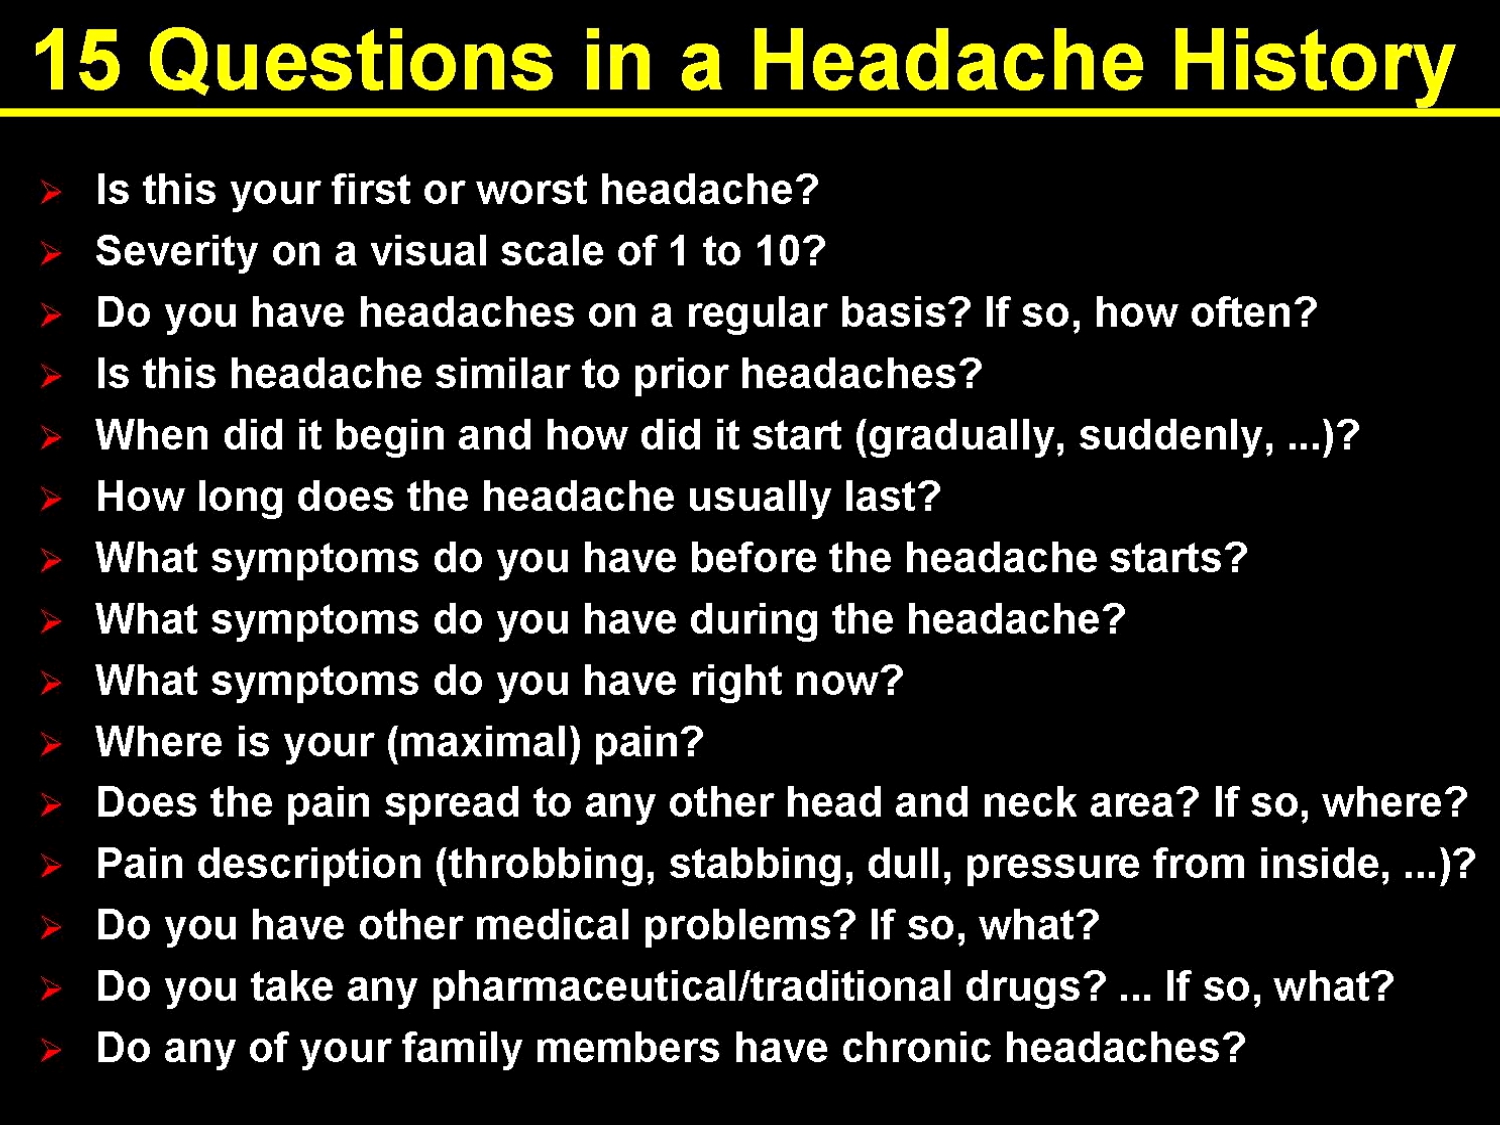 15 Questions in a Headache History
Is this your first or worst headache?
Severity on a visual scale of 1 to 10?
Do you have headaches on a regular basis? If so, how often?
Is this headache similar to prior headaches?
When did it begin and how did it start (gradually, suddenly, ...)?
How long does the headache usually last?
What symptoms do you have before the headache starts?
What symptoms do you have during the headache?
What symptoms do you have right now?
Where is your (maximal) pain?
Does the pain spread to any other head and neck area? If so, where?
Pain description (throbbing, stabbing, dull, pressure from inside, ...)?
Do you have other medical problems? If so, what?
Do you take any pharmaceutical/traditional drugs? ... If so, what?
Do any of your family members have chronic headaches?